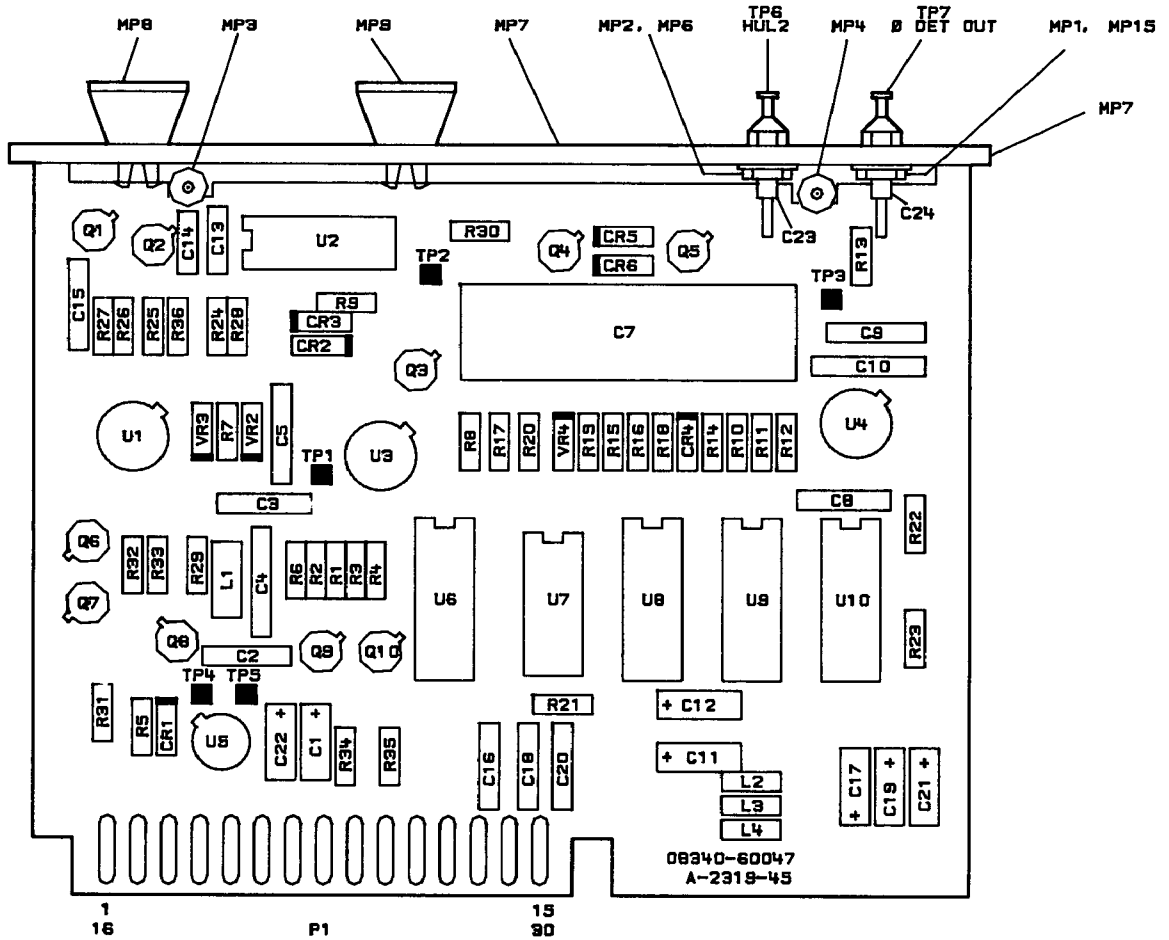 MP8 MP3 MP9 MP7 MP2, MP6 TP6 HUL2 MP4 TP7 Ø DET OUT MP1, MP15
MP7
C24
C23
Q1 Q2 C14 C13 U2 R30 Q4 CR5 CR6 Q5 R13
TP2 TP3
C15 R27 R26 R25 R36 R24 R28 R9 CR3 CR2 C7 C9
C10
Q3
U1 VR3 R7 VR2 C5 TP1 U3 R8 R17 R20 VR4 R19 R15 R16 R18 CR4 R14 R10 R11 R12 U4
C3 C8
R22
Q6 R32 R33 R29 L1 C4 R6 R2 R1 R3 R4 U6 U7 U8 U9 U10
Q7
Q8 C2 Q9 Q10 R23
TP4 TP5
R31 R5 CR1 U5 C22 + C1 + R34 R35 R21 + C12
C16 C18 C20 + C11 + C17 C19 + C21 +
L2
L3
L4
08340-60047
A-2319-45
1 15
16 P1 30